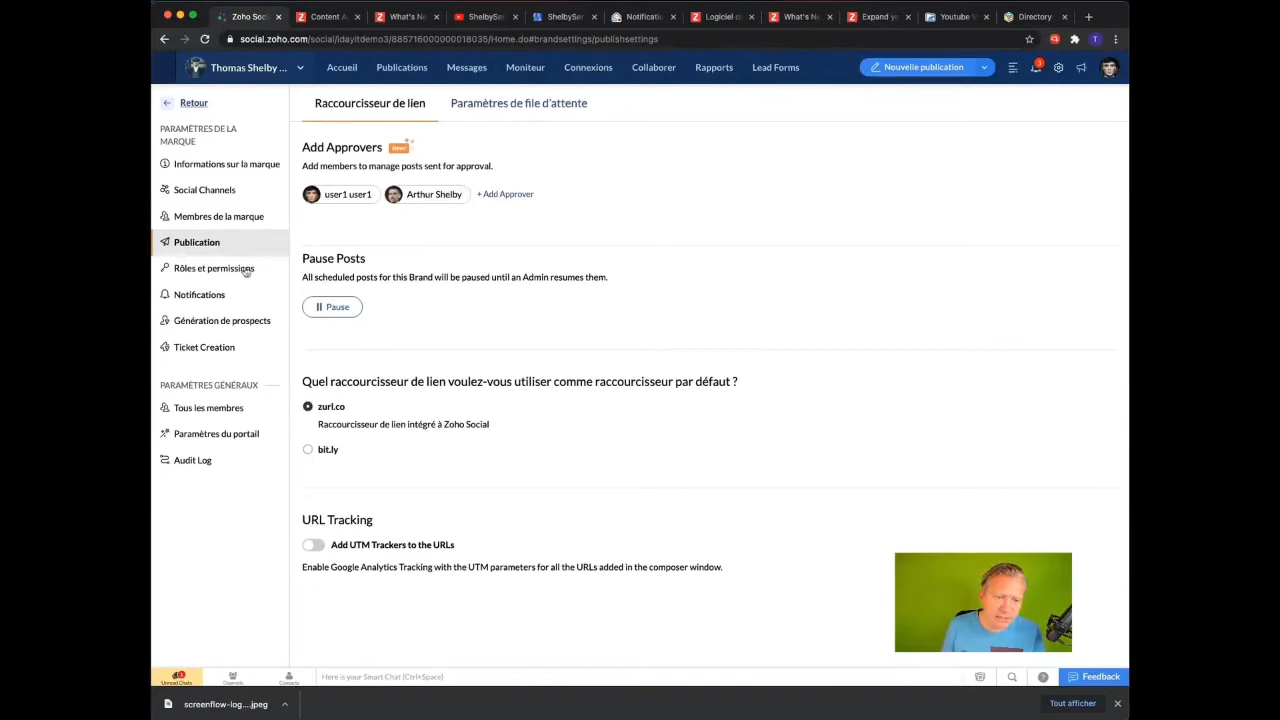 Zoho Soci
Content A
What's Ne
ShelbySer
ShelbySer
Notificatio
Logiciel d
What's Ne
Expand yo
Youtube V
Directory
social.zoho.com/social/idayitdemo3/885716000000018035/Home.do#brandsettings/publishsettings
Thomas Shelby ...
Accueil
Publications
Messages
Moniteur
Connexions
Collaborer
Rapports
Lead Forms
Nouvelle publication
3
Retour
Raccourcisseur de lien
Paramètres de file d'attente
PARAMÈTRES DE LA
MARQUE
Informations sur la marque
Social Channels
Membres de la marque
Publication
Rôles et permissions
Notifications
Génération de prospects
Ticket Creation
PARAMÈTRES GÉNÉRAUX
Tous les membres
Paramètres du portail
Audit Log
Add Approvers New!
Add members to manage posts sent for approval.
user1 user1
Arthur Shelby
+ Add Approver
Pause Posts
All scheduled posts for this Brand will be paused until an Admin resumes them.
Pause
Quel raccourcisseur de lien voulez-vous utiliser comme raccourcisseur par défaut ?
zurl.co
Raccourcisseur de lien intégré à Zoho Social
bit.ly
URL Tracking
Add UTM Trackers to the URLs
Enable Google Analytics Tracking with the UTM parameters for all the URLs added in the composer window.
Unread Chats
Channels
Contacts
Here is your Smart Chat (Ctrl+Space)
Feedback
screenflow-log....jpeg
Tout afficher